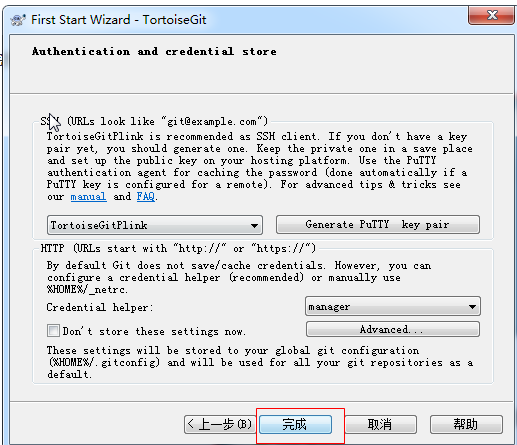 First Start Wizard - TortoiseGit
Authentication and credential store
SSH (URLs look like "git@example.com")
TortoiseGitPlink is recommended as SSH client. If you don't have a key
pair yet, you should generate one. Keep the private one in a save place
and set up the public key on your hosting platform. Use the PuTTY
authentication agent for caching the password (done automatically if a
PuTTY key is configured for a remote). For advanced tips & tricks see
our manual and FAQ.
TortoiseGitPlink
Generate PuTTY key pair
HTTP (URLs start with "http://" or "https://")
By default Git does not save/cache credentials. However, you can
configure a credential helper (recommended) or manually use
%HOME%/_netrc.
Credential helper:
manager
Don't store these settings now.
Advanced...
These settings will be stored to your global git configuration
(%HOME%/.gitconfig) and will be used for all your git repositories as a
default.
< 上一步(B)
完成
取消
帮助